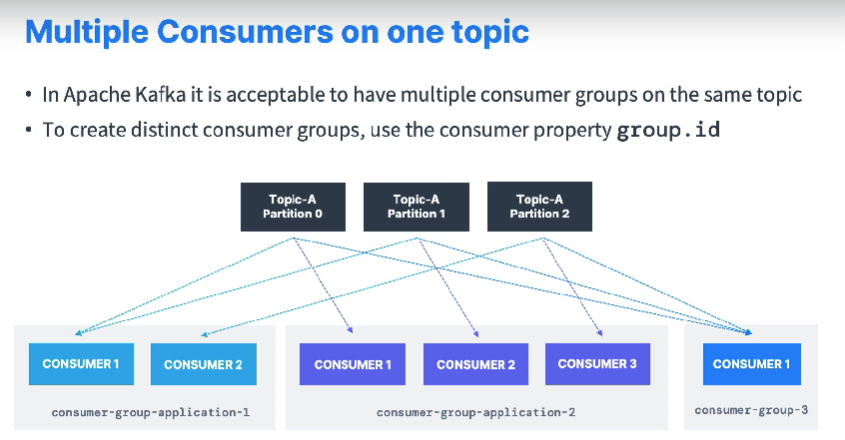 Multiple Consumers on one topic
• In Apache Kafka it is acceptable to have multiple consumer groups on the same topic
• To create distinct consumer groups, use the consumer property group.id
Topic-A
Partition 0
Topic-A
Partition 1
Topic-A
Partition 2
CONSUMER 1
CONSUMER 2
consumer-group-application-1
CONSUMER 1
CONSUMER 2
CONSUMER 3
consumer-group-application-2
CONSUMER 1
consumer-group-3